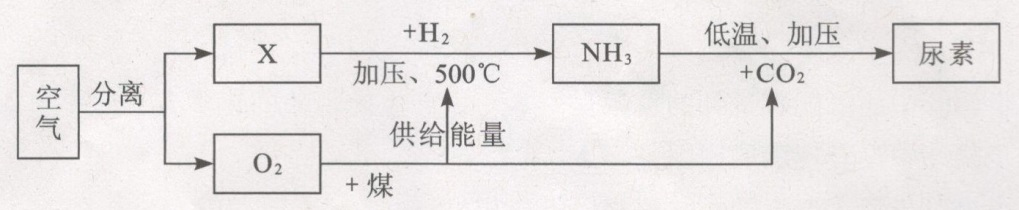 空气
分离
X
+H₂
加压、500℃
NH₃
低温、加压
+CO₂
尿素
O₂
+煤
供给能量